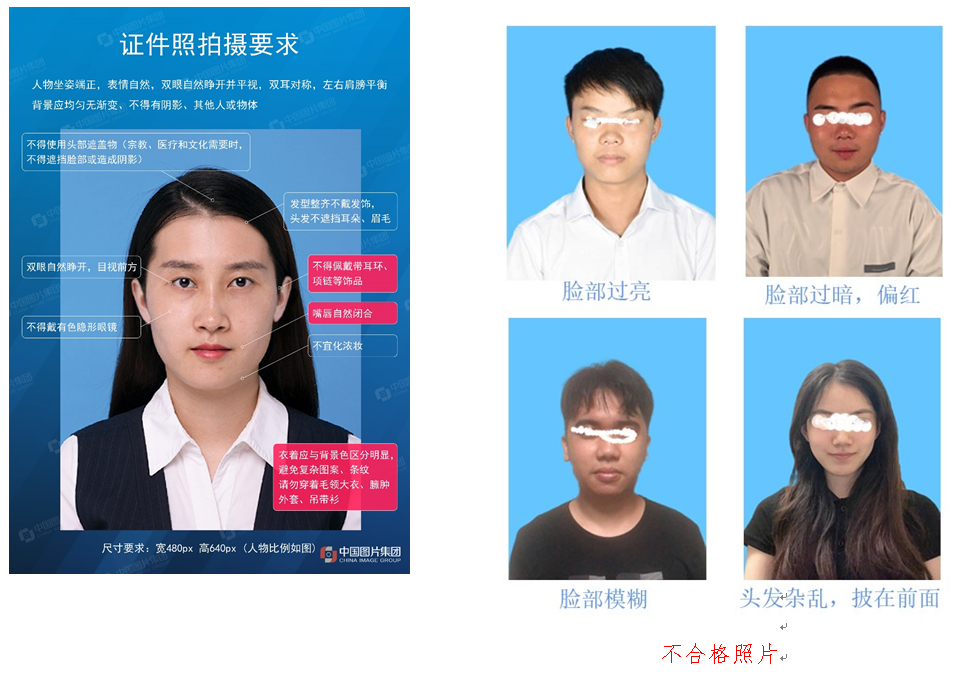 证件照拍摄要求
人物坐姿端正，表情自然，双眼自然睁开并平视，双耳对称，左右肩膀平衡
背景应均匀无渐变、不得有阴影、其他人或物体
不得使用头部遮盖物（宗教、医疗和文化需要时，
不得遮挡脸部或造成阴影）
发型整齐不戴发饰，
头发不遮挡耳朵、眉毛
双眼自然睁开，目视前方
不得佩戴带耳环、
项链等饰品
嘴唇自然闭合
不得戴有色隐形眼镜
不宜化浓妆
衣着应与背景色区分明显，
避免复杂图案、条纹
请勿穿着毛领大衣、臃肿
外套、吊带衫
尺寸要求：宽480px 高640px（人物比例如图）
中国图片集团
CHINA IMAGE GROUP
脸部过亮
脸部过暗，偏红
脸部模糊
头发杂乱，披在前面
不合格照片